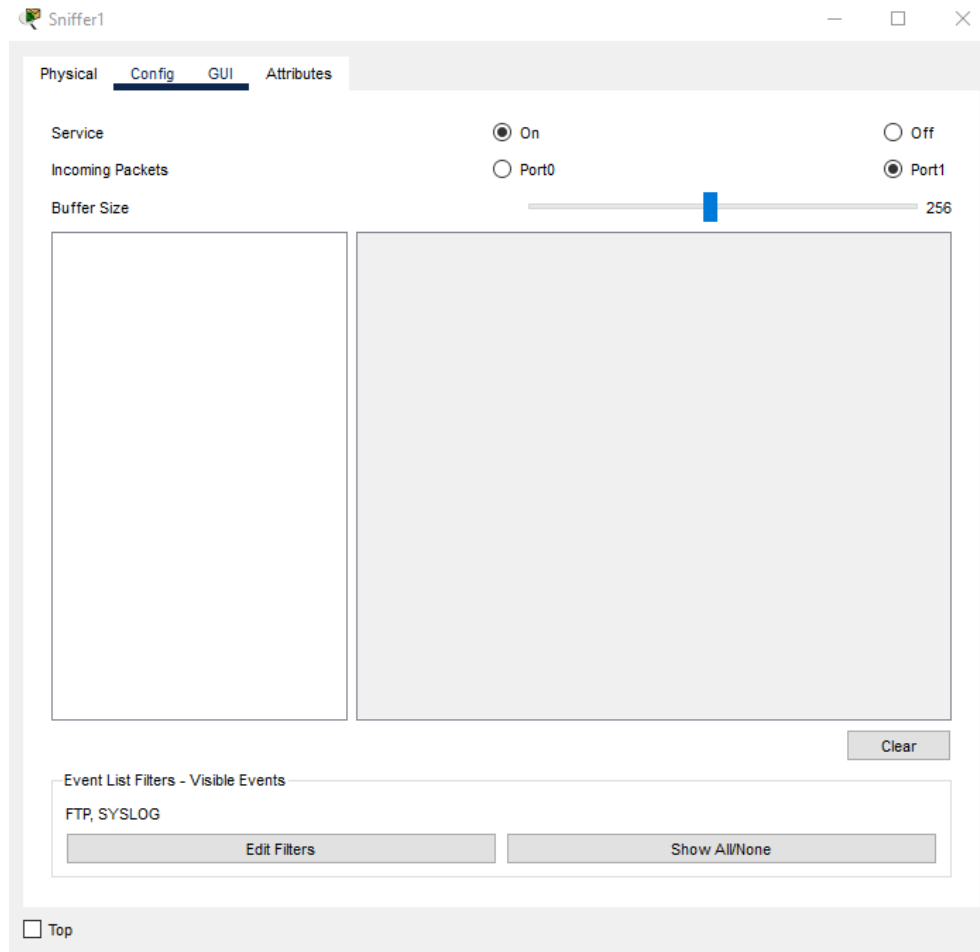 Sniffer1
Physical Config GUI Attributes
Service On Off
Incoming Packets Port0 Port1
Buffer Size 256
Clear
Event List Filters - Visible Events
FTP, SYSLOG
Edit Filters Show All/None
Top